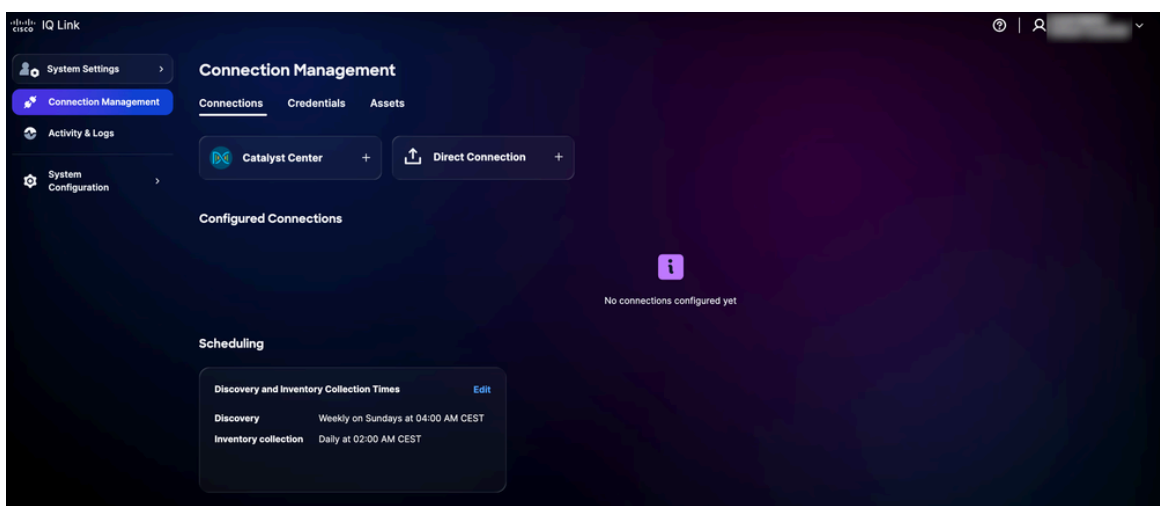 cisco IQ Link
System Settings
Connection Management
Activity & Logs
System
Configuration
Connection Management
Connections Credentials Assets
Catalyst Center + Direct Connection +
Configured Connections
i
No connections configured yet
Scheduling
Discovery and Inventory Collection Times Edit
Discovery Weekly on Sundays at 04:00 AM CEST
Inventory collection Daily at 02:00 AM CEST